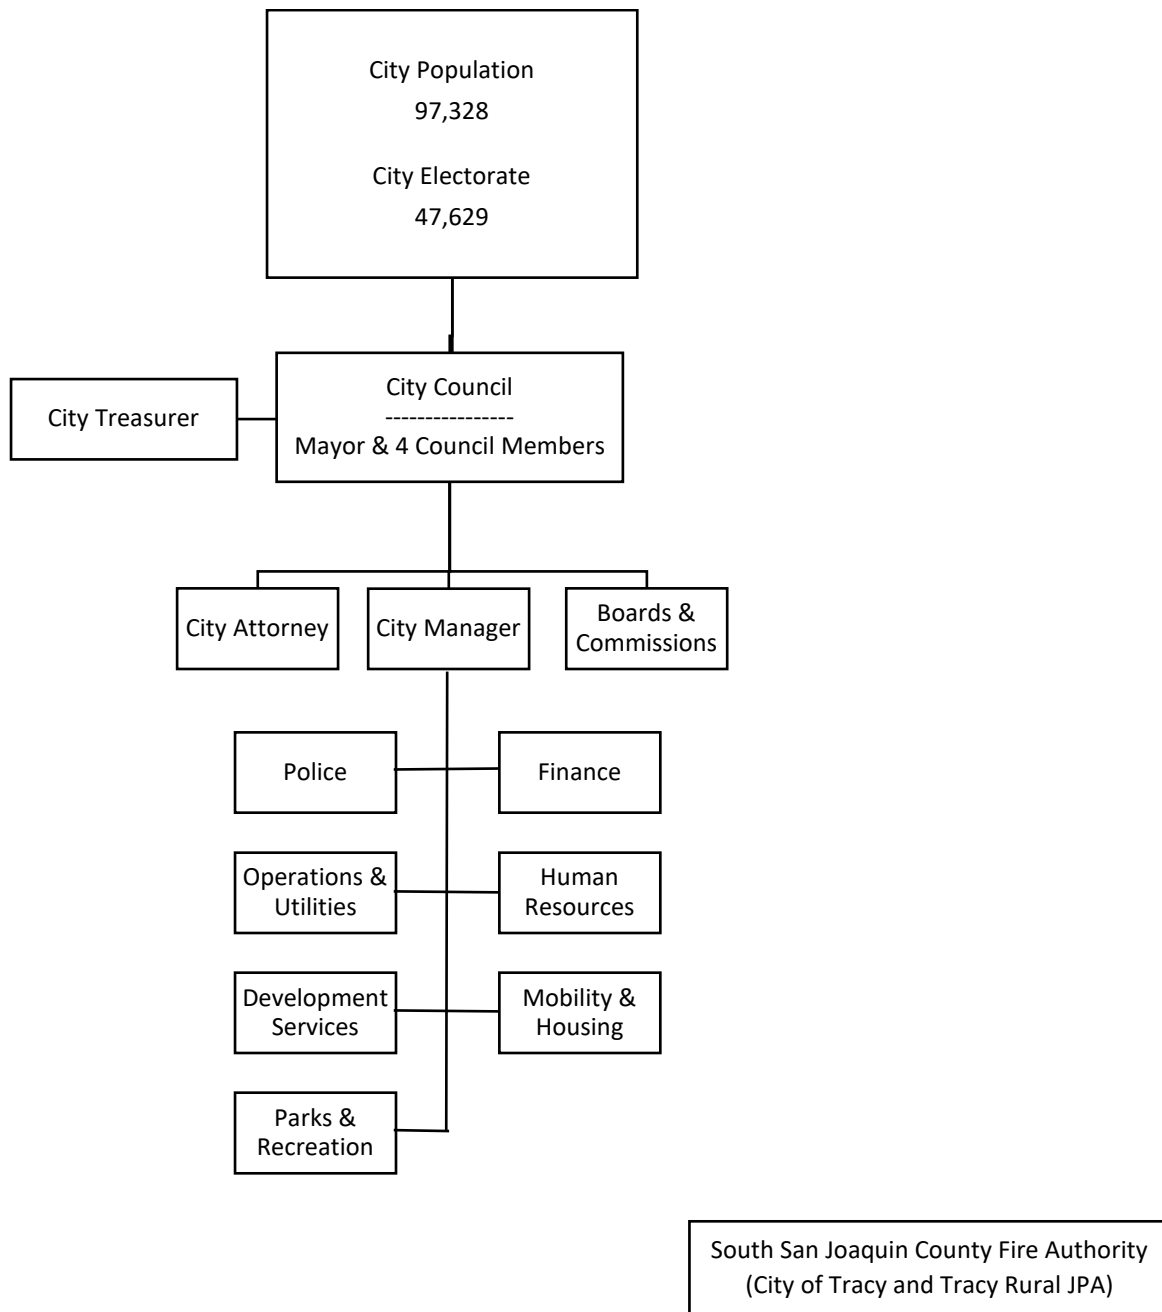 City Population
97,328
City Electorate
47,629
City Treasurer
City Council
----------------
Mayor & 4 Council Members
City Attorney
City Manager
Boards &
Commissions
Police
Finance
Operations &
Utilities
Human
Resources
Development
Services
Mobility &
Housing
Parks &
Recreation
South San Joaquin County Fire Authority
(City of Tracy and Tracy Rural JPA)